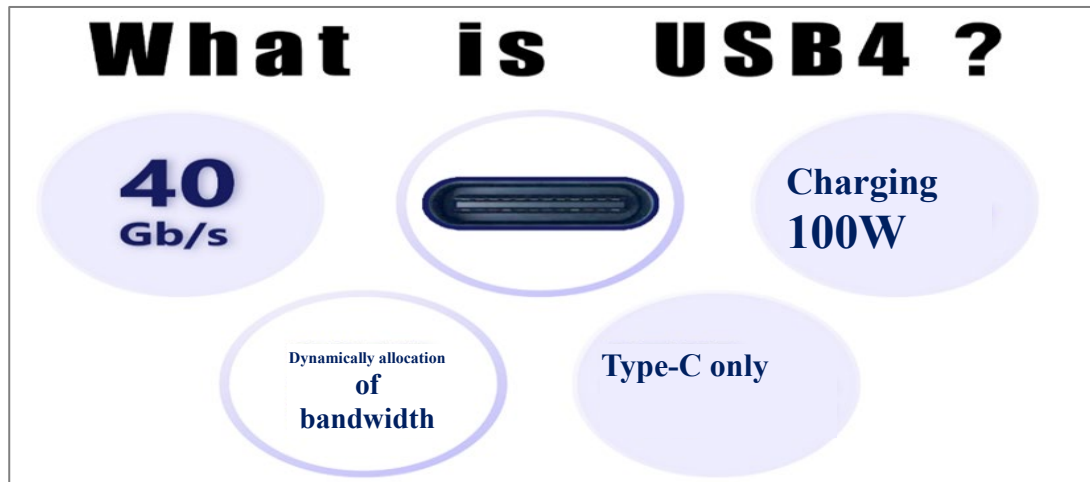 What is USB4 ?
40
Gb/s
Charging
100W
Dynamically allocation
of
bandwidth
Type-C only